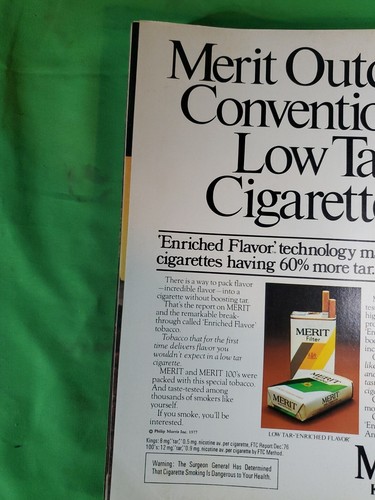 Merit Outd
Conventio
Low Ta
Cigarette
'Enriched Flavor,' technology ma
cigarettes having 60% more tar.
There is a way to pack flavor
—incredible flavor—into a
cigarette without boosting tar.
That's the report on MERIT
and the remarkable break-
through called 'Enriched Flavor'
tobacco.
Tobacco that for the first
time delivers flavor you
wouldn't expect in a low tar
cigarette.
MERIT and MERIT 100's were
packed with this special tobacco.
And taste-tested among
thousands of smokers like
yourself.
If you smoke, you'll be
interested.
© Philip Morris Inc. 1977
Kings: 8 mg "tar," 0.5 mg. nicotine av. per cigarette, FTC Report Dec.'76
100's: 12 mg "tar," 0.9 mg. nicotine av. per cigarette by FTC Method.
Warning: The Surgeon General Has Determined
That Cigarette Smoking Is Dangerous to Your Health.
MERIT
Filter
MERIT
MERIT
LOW TAR-'ENRICHED FLAVOR'
M